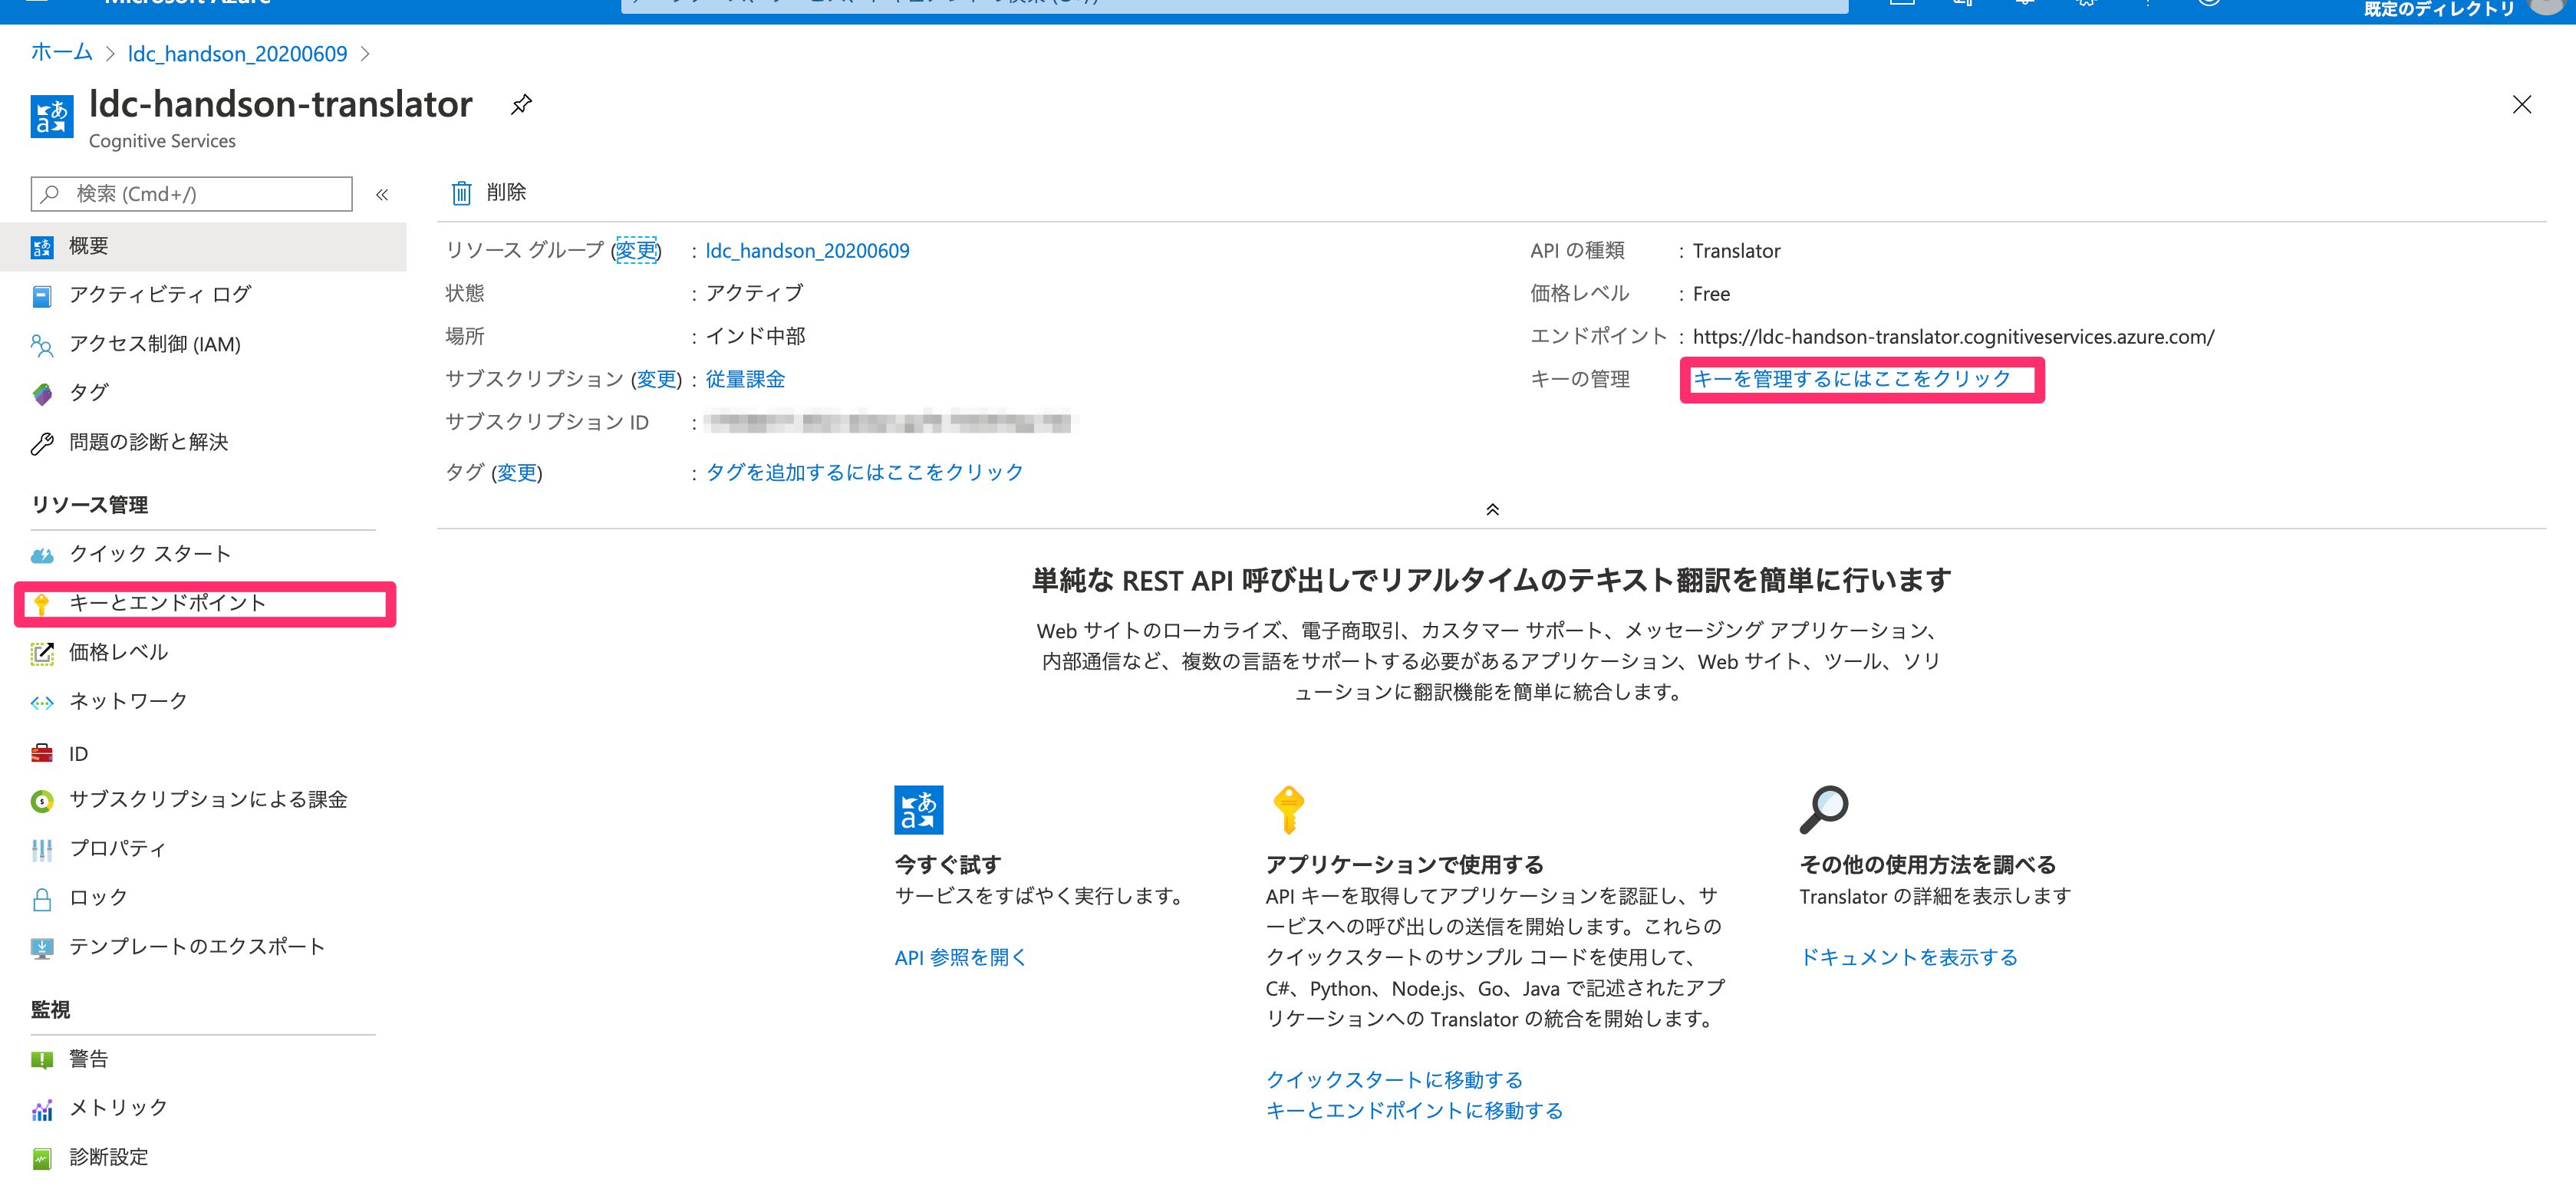 Microsoft Azure
既定のディレクトリ
ホーム
ldc_handson_20200609
ldc-handson-translator
Cognitive Services
検索 (Cmd+/)
概要
アクティビティ ログ
アクセス制御 (IAM)
タグ
問題の診断と解決
リソース管理
クイック スタート
キーとエンドポイント
価格レベル
ネットワーク
ID
サブスクリプションによる課金
プロパティ
ロック
テンプレートのエクスポート
監視
警告
メトリック
診断設定
削除
リソース グループ (変更) : ldc_handson_20200609
状態 : アクティブ
場所 : インド中部
サブスクリプション (変更) : 従量課金
サブスクリプション ID :
タグ (変更) : タグを追加するにはここをクリック
API の種類 : Translator
価格レベル : Free
エンドポイント : https://ldc-handson-translator.cognitiveservices.azure.com/
キーの管理 キーを管理するにはここをクリック
単純な REST API 呼び出しでリアルタイムのテキスト翻訳を簡単に行います
Web サイトのローカライズ、電子商取引、カスタマー サポート、メッセージング アプリケーション、
内部通信など、複数の言語をサポートする必要があるアプリケーション、Web サイト、ツール、ソリ
ューションに翻訳機能を簡単に統合します。
今すぐ試す
サービスをすばやく実行します。
API 参照を開く
アプリケーションで使用する
API キーを取得してアプリケーションを認証し、サ
ービスへの呼び出しの送信を開始します。これらの
クイックスタートのサンプル コードを使用して、
C#、Python、Node.js、Go、Java で記述されたアプ
リケーションへの Translator の統合を開始します。
クイックスタートに移動する
キーとエンドポイントに移動する
その他の使用方法を調べる
Translator の詳細を表示します
ドキュメントを表示する